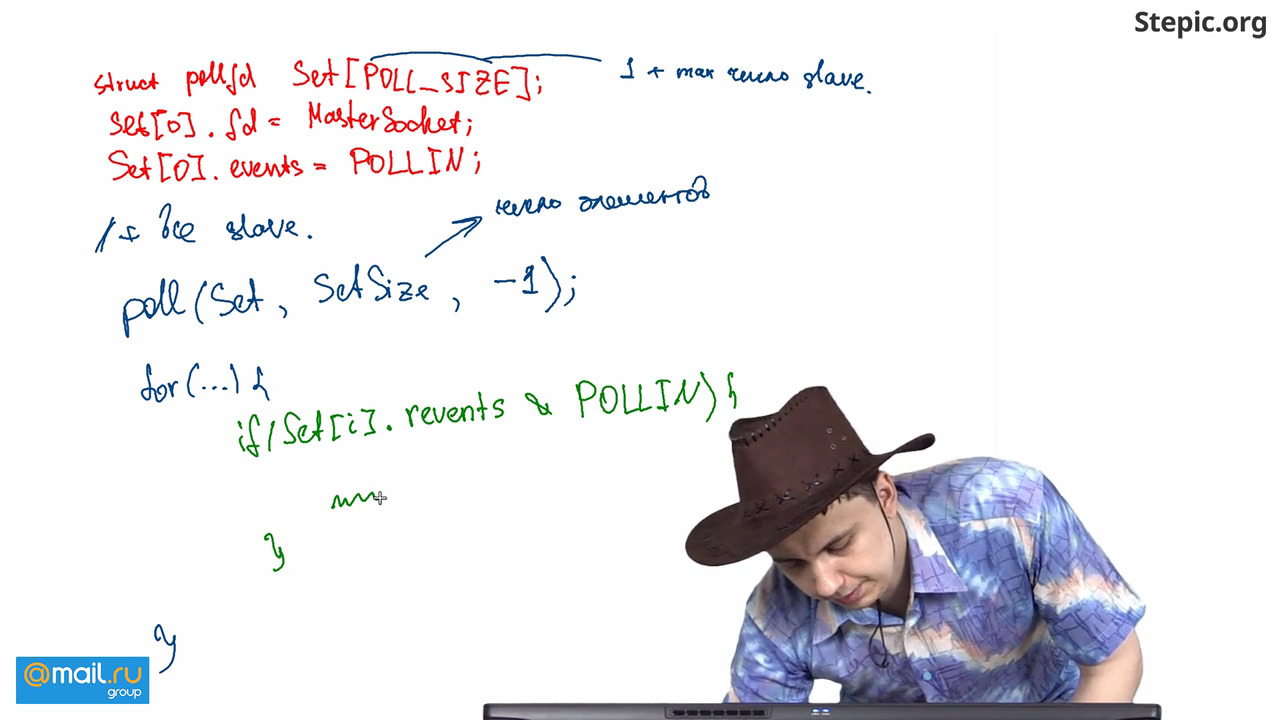 Stepic.org
struct pollfd Set[POLL_SIZE]; 1 + max число slave.
set[0].fd = MasterSocket;
Set[0].events = POLLIN;
число элементов
/+ все slave.
poll(Set, SetSize, -1);
for(...){
if(Set[i].revents & POLLIN){
}
}
@mail.ru
group